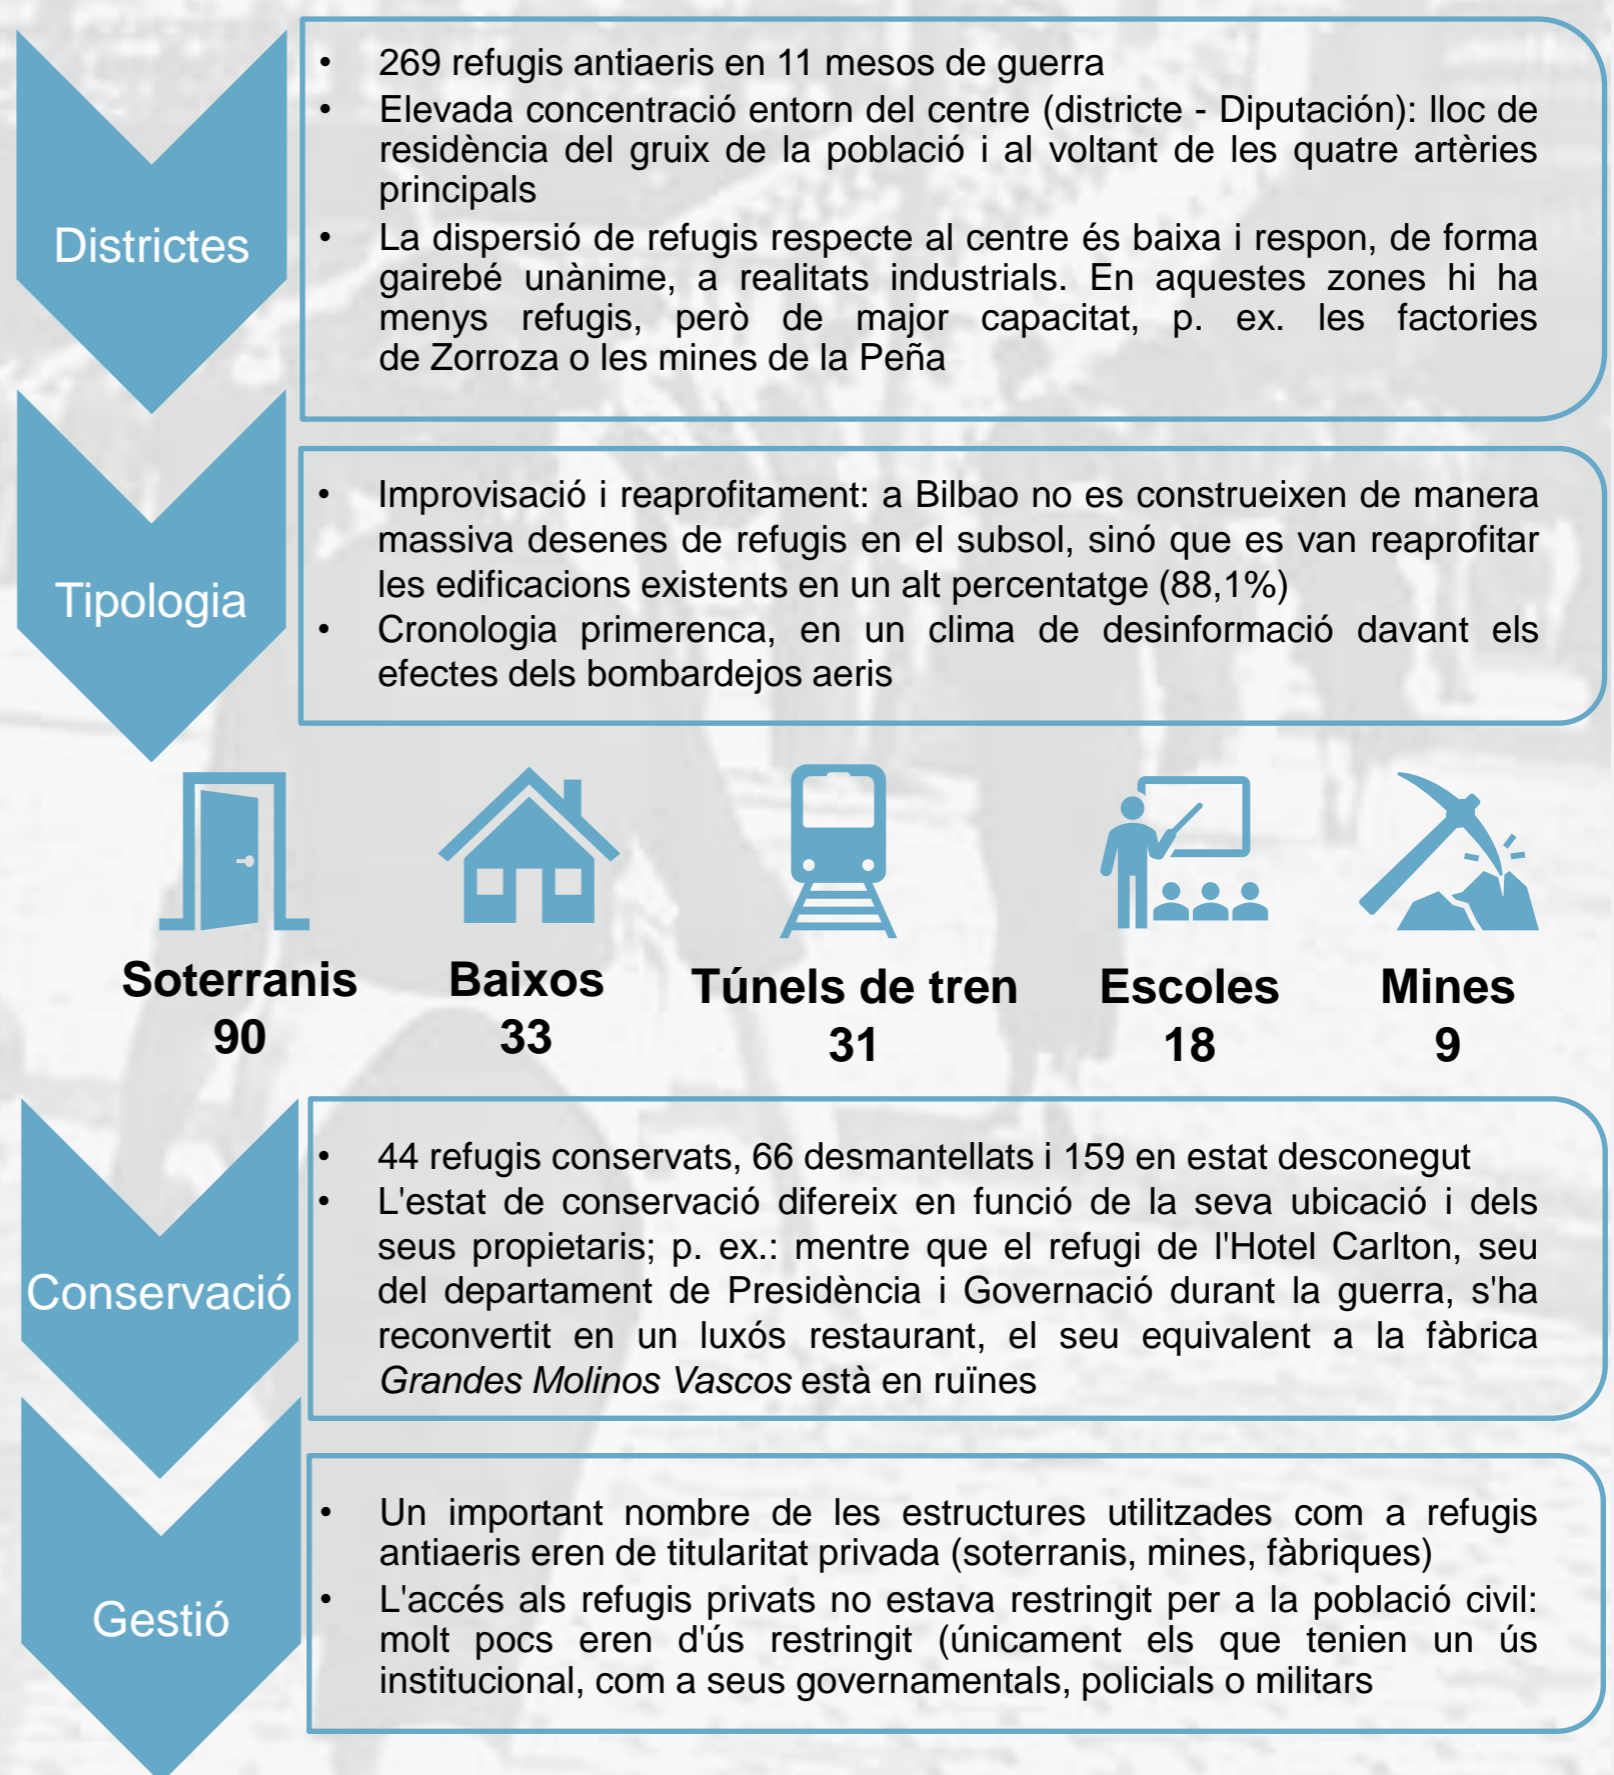 Districtes
• 269 refugis antiaeris en 11 mesos de guerra
• Elevada concentració entorn del centre (districte - Diputación): lloc de
residència del gruix de la població i al voltant de les quatre artèries
principals
• La dispersió de refugis respecte al centre és baixa i respon, de forma
gairebé unànime, a realitats industrials. En aquestes zones hi ha
menys refugis, però de major capacitat, p. ex. les factories
de Zorroza o les mines de la Peña
Tipologia
• Improvisació i reaprofitament: a Bilbao no es construeixen de manera
massiva desenes de refugis en el subsol, sinó que es van reaprofitar
les edificacions existents en un alt percentatge (88,1%)
• Cronologia primerenca, en un clima de desinformació davant els
efectes dels bombardejos aeris
Soterranis
90
Baixos
33
Túnels de tren
31
Escoles
18
Mines
9
Conservació
• 44 refugis conservats, 66 desmantellats i 159 en estat desconegut
• L'estat de conservació difereix en funció de la seva ubicació i dels
seus propietaris; p. ex.: mentre que el refugi de l'Hotel Carlton, seu
del departament de Presidència i Governació durant la guerra, s'ha
reconvertit en un luxós restaurant, el seu equivalent a la fàbrica
Grandes Molinos Vascos està en ruïnes
Gestió
• Un important nombre de les estructures utilitzades com a refugis
antiaeris eren de titularitat privada (soterranis, mines, fàbriques)
• L'accés als refugis privats no estava restringit per a la població civil:
molt pocs eren d'ús restringit (únicament els que tenien un ús
institucional, com a seus governamentals, policials o militars